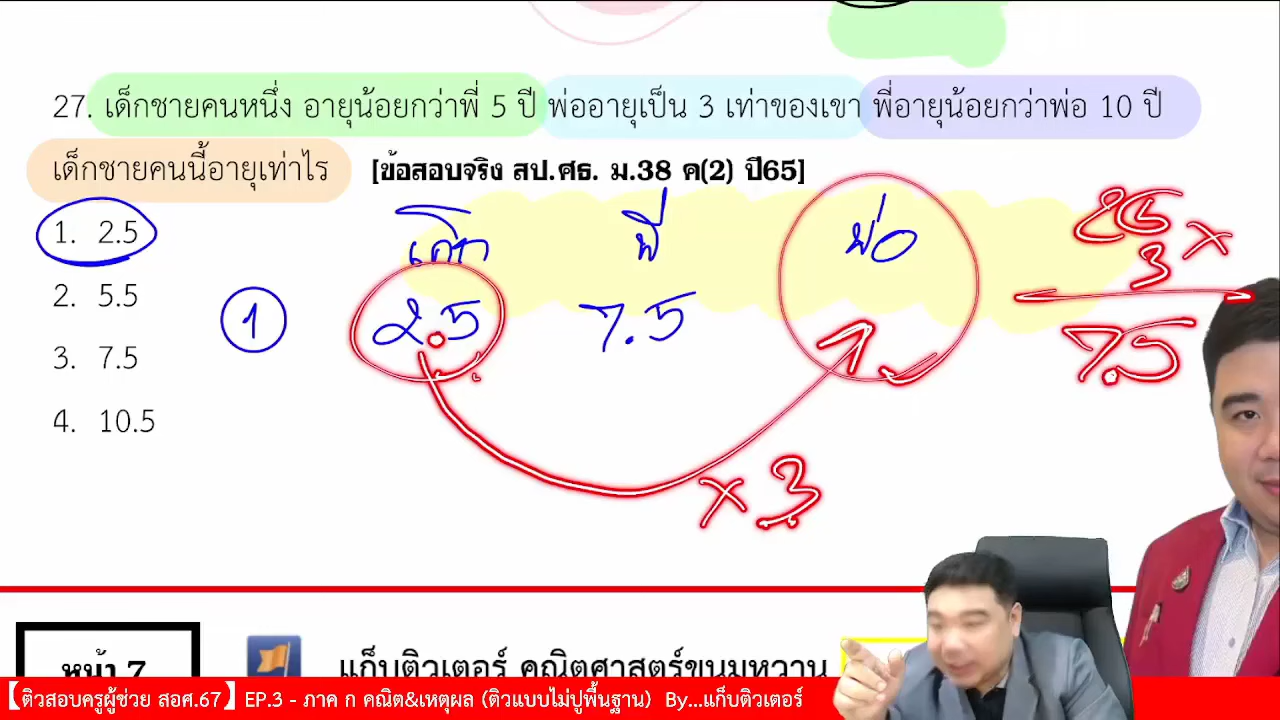 27. เด็กชายคนหนึ่ง อายุน้อยกว่าพี่ 5 ปี พ่ออายุเป็น 3 เท่าของเขา พี่อายุน้อยกว่าพ่อ 10 ปี
เด็กชายคนนี้อายุเท่าไร [ข้อสอบจริง สป.ศธ. ม.38 ค(2) ปี65]
1. 2.5
2. 5.5
3. 7.5
4. 10.5
เด็ก พี่ พ่อ
1 2.5 7.5
25
3 ×
7.5
× 3
หน้า 7
แก็บติวเตอร์ คณิตศาสตร์ขนมหวาน
【ติวสอบครูผู้ช่วย สอศ.67】 EP.3 - ภาค ก คณิต&เหตุผล (ติวแบบไม่ปูพื้นฐาน) By...แก็บติวเตอร์